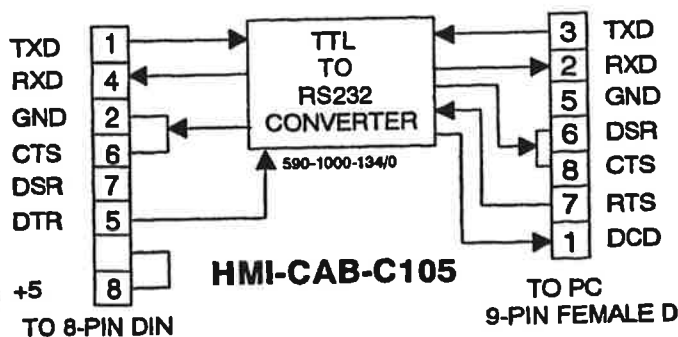 TXD 1
RXD 4
GND 2
CTS 6
DSR 7
DTR 5
+5 8
TO 8-PIN DIN
TTL
TO
RS232
CONVERTER
590-1000-134/0
HMI-CAB-C105
3 TXD
2 RXD
5 GND
6 DSR
8 CTS
7 RTS
1 DCD
TO PC
9-PIN FEMALE D